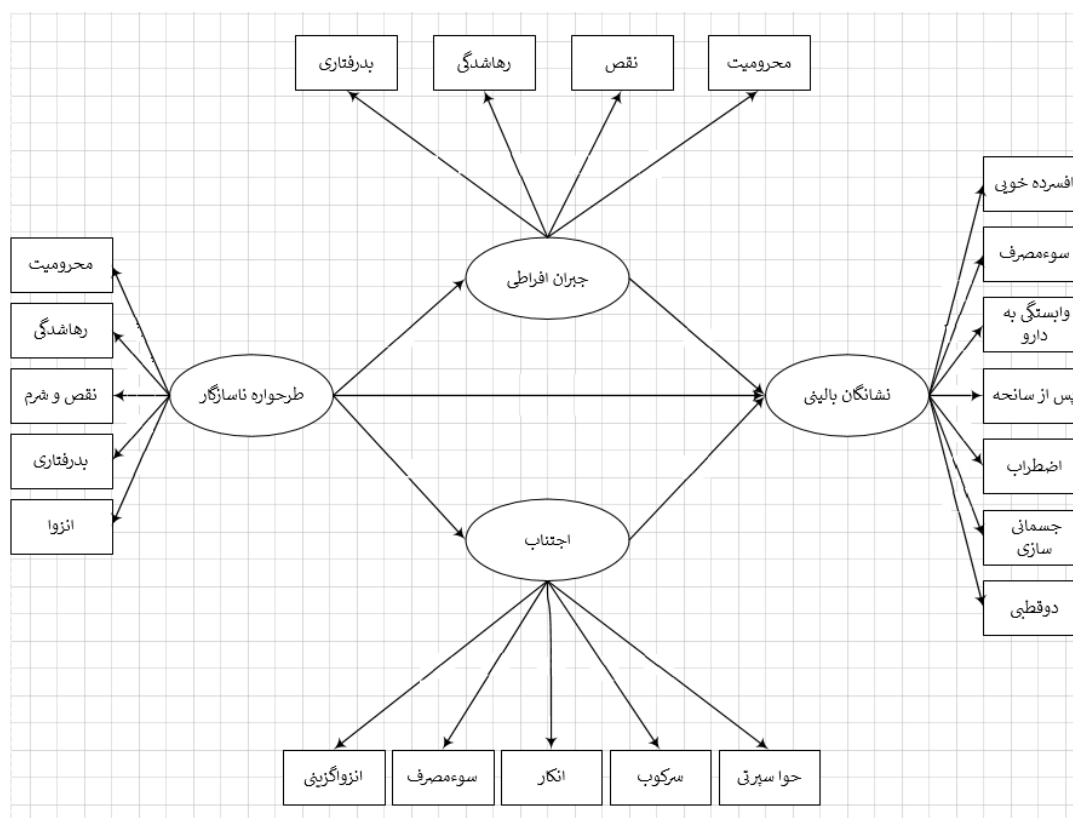 محرومیت
نقص
رهاشدگی
بدرفتاری
افسرده خویی
سوءمصرف
وابستگی به
دارو
پس از سانحه
اضطراب
جسمانی
سازی
دوقطبی
جبران افراطی
نشانگان بالینی
طرحواره ناسازگار
اجتناب
محرومیت
رهاشدگی
نقص و شرم
بدرفتاری
انزوا
حوا سپرتی
سرکوب
انکار
سوءمصرف
انزواگزینی